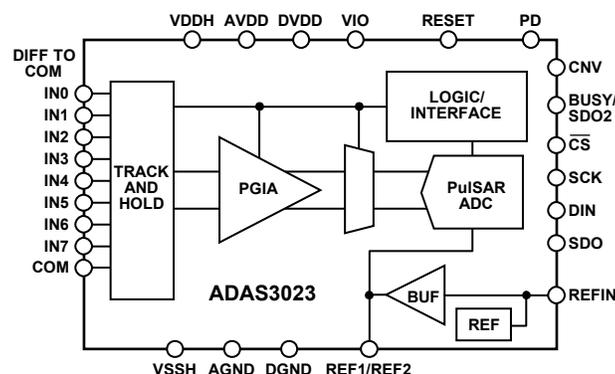 VDDH AVDD DVDD VIO RESET PD
DIFF TO
COM
IN0
IN1
IN2
IN3
IN4
IN5
IN6
IN7
COM
TRACK
AND
HOLD
PGIA
LOGIC/
INTERFACE
PulSAR
ADC
BUF
REF
ADAS3023
CNV
BUSY/
SDO2
CS
SCK
DIN
SDO
REFIN
VSSH AGND DGND REF1/REF2